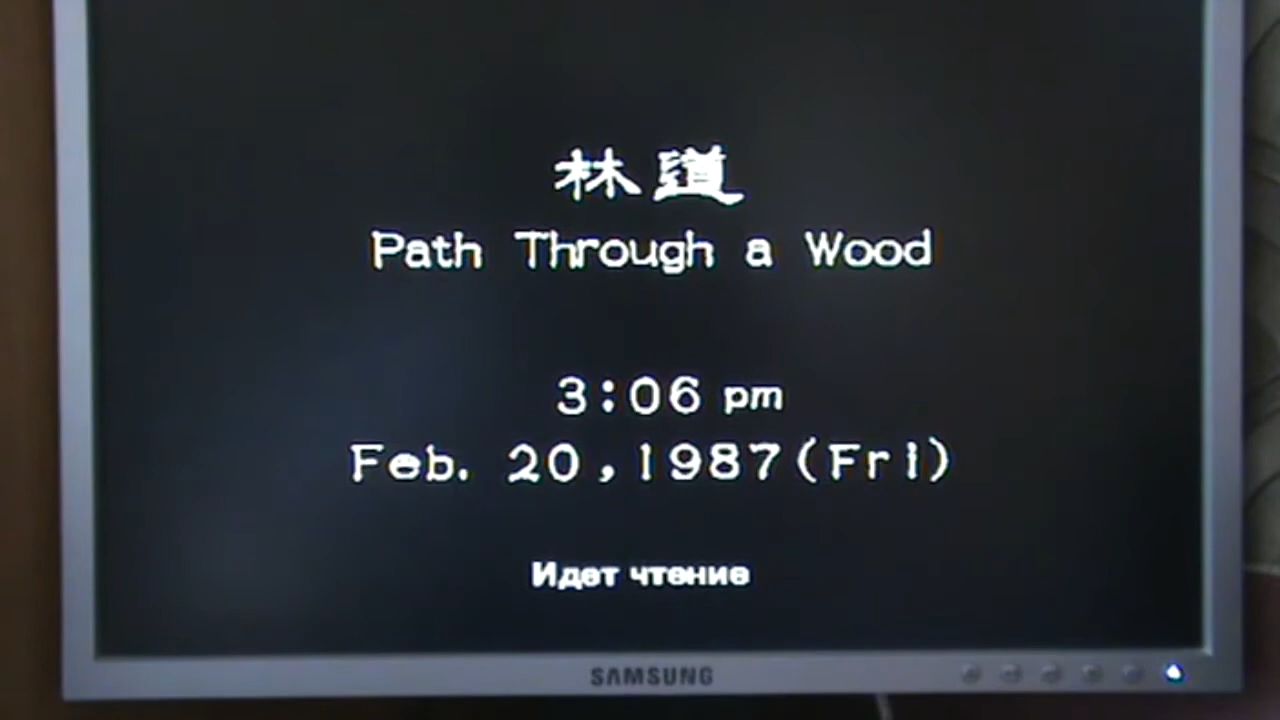 林道
Path Through a Wood
3:06 pm
Feb. 20,1987(Fri)
Идет чтение
SAMSUNG